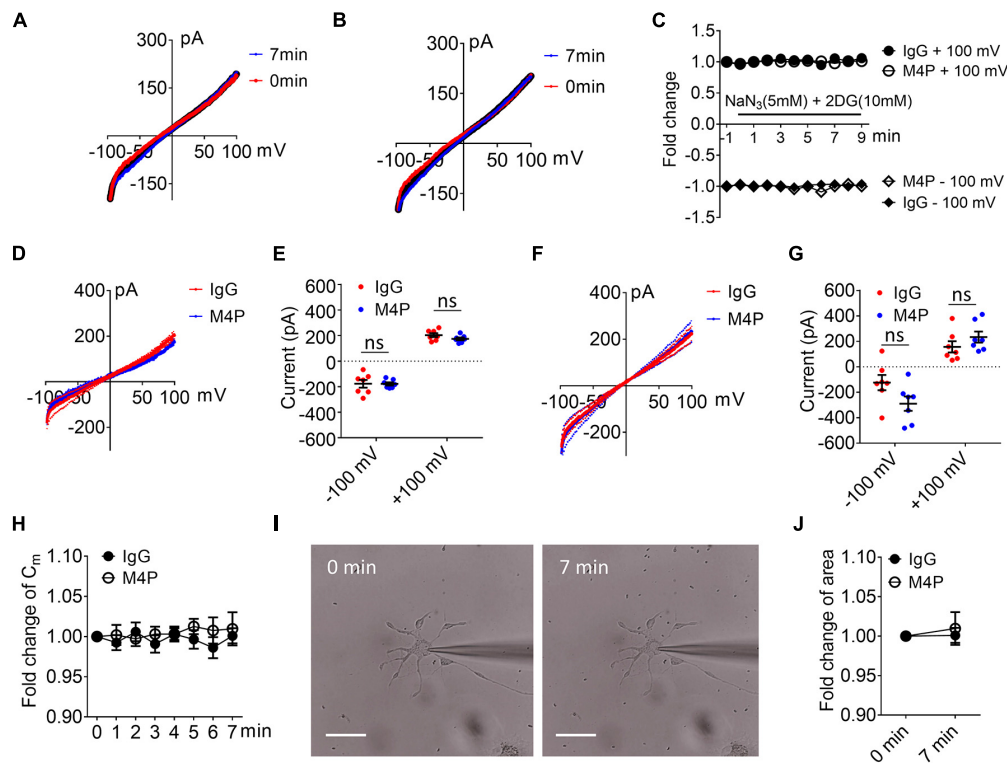 A
pA
300
150
-150
-100
-50
50
100
mV
7min
0min
B
pA
300
150
-150
-100
-50
50
100
mV
7min
0min
C
Fold change
1.5
1.0
0.5
0.0
-0.5
-1.0
-1.5
NaN₃(5mM) + 2DG(10mM)
-1 1 3 5 7 9 min
IgG + 100 mV
M4P + 100 mV
M4P - 100 mV
IgG - 100 mV
D
400
pA
200
-200
-100
-50
50
100
mV
IgG
M4P
E
Current (pA)
600
400
200
0
-200
-400
-600
IgG
M4P
ns
ns
-100 mV
+100 mV
F
400
pA
200
-200
-100
-50
50
100
mV
IgG
M4P
G
Current (pA)
600
400
200
0
-200
-400
-600
IgG
M4P
ns
ns
-100 mV
+100 mV
H
Fold change of Cₘ
1.10
1.05
1.00
0.95
0.90
IgG
M4P
0 1 2 3 4 5 6 7 min
I
0 min
7 min
J
Fold change of area
1.10
1.05
1.00
0.95
0.90
IgG
M4P
0 min
7 min